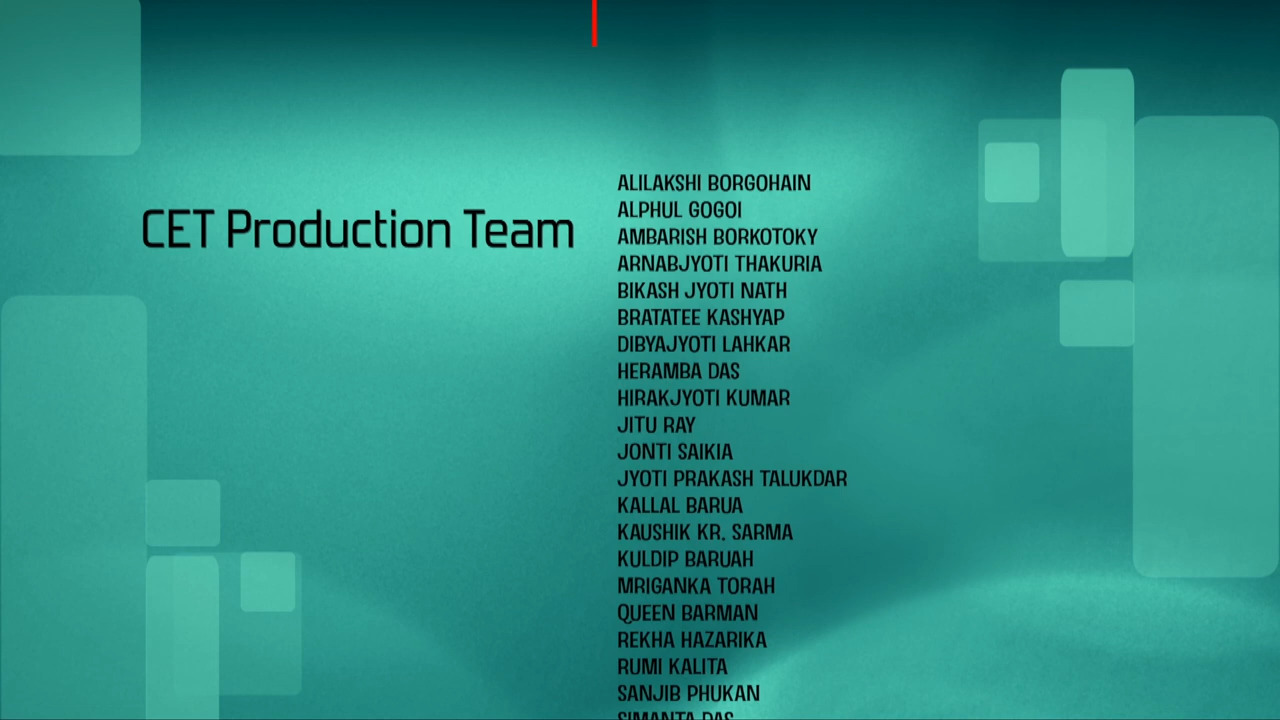 CET Production Team
ALILAKSHI BORGOHAIN
ALPHUL GOGOI
AMBARISH BORKOTOKY
ARNABJYOTI THAKURIA
BIKASH JYOTI NATH
BRATATEE KASHYAP
DIBYAJYOTI LAHKAR
HERAMBA DAS
HIRAKJYOTI KUMAR
JITU RAY
JONTI SAIKIA
JYOTI PRAKASH TALUKDAR
KALLAL BARUA
KAUSHIK KR. SARMA
KULDIP BARUAH
MRIGANKA TORAH
QUEEN BARMAN
REKHA HAZARIKA
RUMI KALITA
SANJIB PHUKAN
SIMANTA DAS